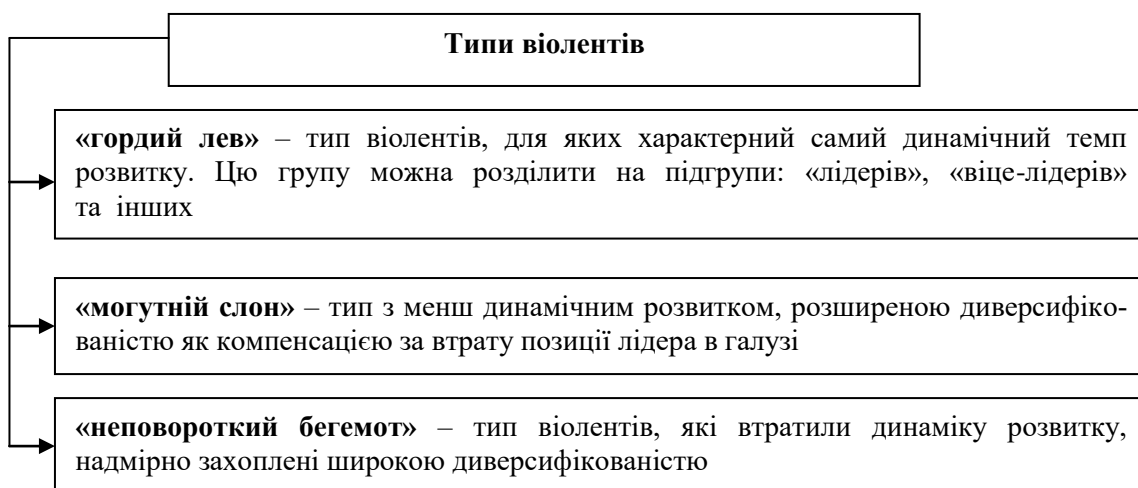 Типи віолентів
«гордий лев» – тип віолентів, для яких характерний самий динамічний темп
розвитку. Цю групу можна розділити на підгрупи: «лідерів», «віце-лідерів»
та інших
«могутній слон» – тип з менш динамічним розвитком, розширеною диверсифіко-
ваністю як компенсацією за втрату позиції лідера в галузі
«неповороткий бегемот» – тип віолентів, які втратили динаміку розвитку,
надмірно захоплені широкою диверсифікованістю